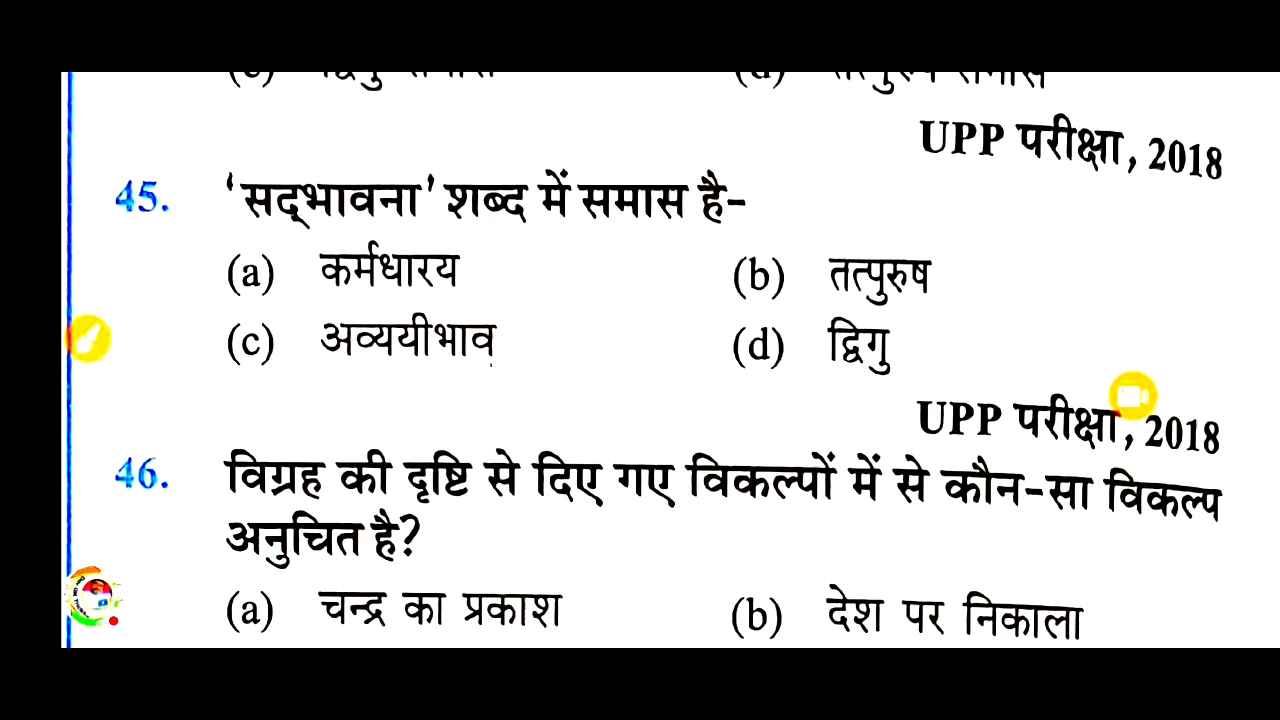 UPP परीक्षा, 2018
45. 'सद्‌भावना' शब्द में समास है-
(a) कर्मधारय (b) तत्पुरुष
(c) अव्ययीभाव (d) द्विगु
UPP परीक्षा, 2018
46. विग्रह की दृष्टि से दिए गए विकल्पों में से कौन-सा विकल्प
अनुचित है?
(a) चन्द्र का प्रकाश (b) देश पर निकाला